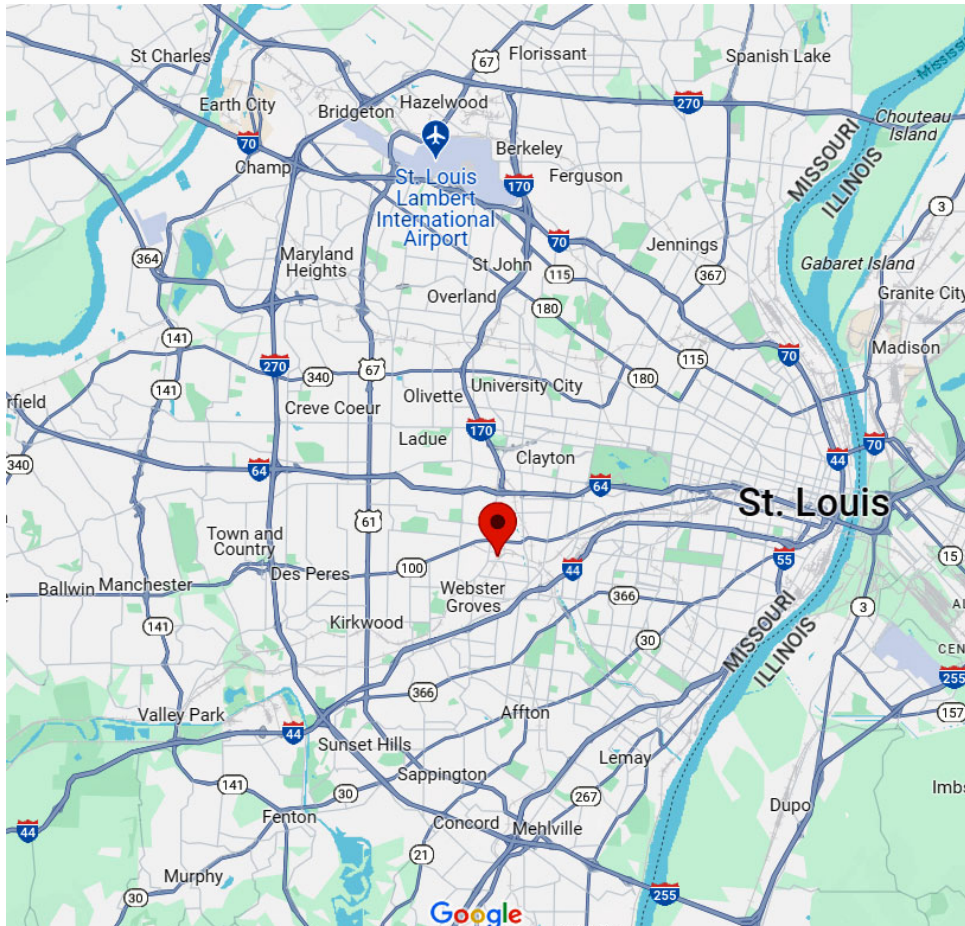 Florissant
St Charles
67
Spanish Lake
Mississi
Earth City
Hazelwood
270
Bridgeton
Chouteau
Island
70
Berkeley
Champ
St. Louis
Lambert
International
Airport
170
Ferguson
MISSOURI
ILLINOIS
3
364
Maryland
Heights
70
Jennings
St John
115
367
Gabaret Island
Overland
180
Granite City
141
70
Madison
270
67
115
340
180
141
University City
rfield
Creve Coeur
Olivette
170
Ladue
70
Clayton
44
340
64
64
St. Louis
61
Town and
Country
15
55
Ballwin
Manchester
Des Peres
100
44
Webster
Groves
366
3
Kirkwood
141
30
MISSOURI
ILLINOIS
CEN
255
366
Valley Park
Affton
157
44
Sunset Hills
Lemay
Sappington
141
30
267
Imbs
Dupo
Fenton
Concord
Mehlville
44
21
Murphy
30
255
Google